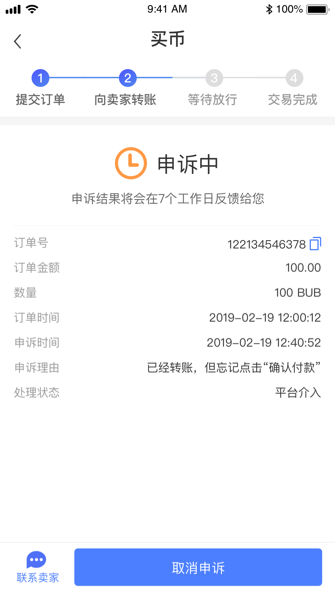 9:41 AM
100%
买币
1
2
3
4
提交订单
向卖家转账
等待放行
交易完成
申诉中
申诉结果将会在7个工作日反馈给您
订单号 122134546378
订单金额 100.00
数量 100 BUB
订单时间 2019-02-19 12:00:12
申诉时间 2019-02-19 12:40:52
申诉理由 已经转账，但忘记点击“确认付款”
处理状态 平台介入
联系卖家
取消申诉